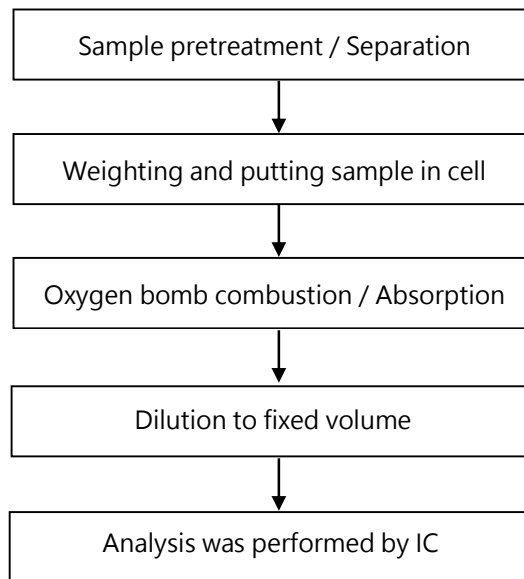 Sample pretreatment / Separation
Weighting and putting sample in cell
Oxygen bomb combustion / Absorption
Dilution to fixed volume
Analysis was performed by IC